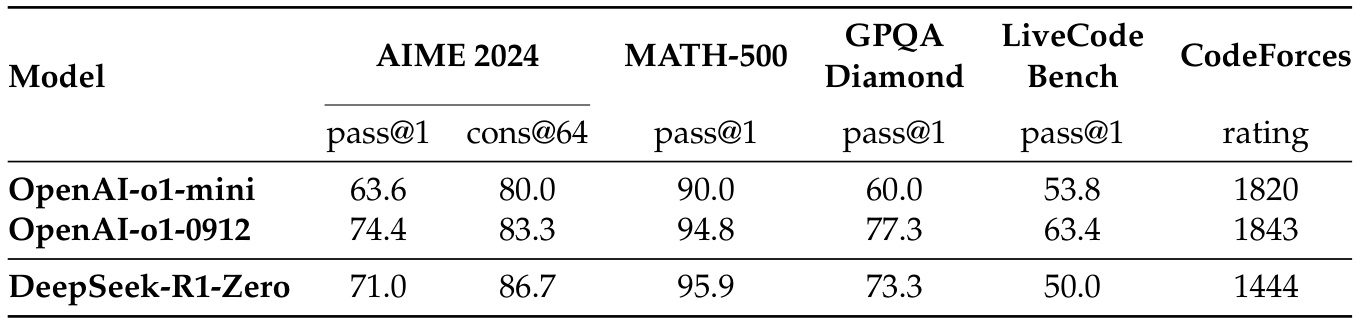 Model AIME 2024 MATH-500 GPQA Diamond LiveCode Bench CodeForces
pass@1 cons@64 pass@1 pass@1 pass@1 rating
OpenAI-o1-mini 63.6 80.0 90.0 60.0 53.8 1820
OpenAI-o1-0912 74.4 83.3 94.8 77.3 63.4 1843
DeepSeek-R1-Zero 71.0 86.7 95.9 73.3 50.0 1444